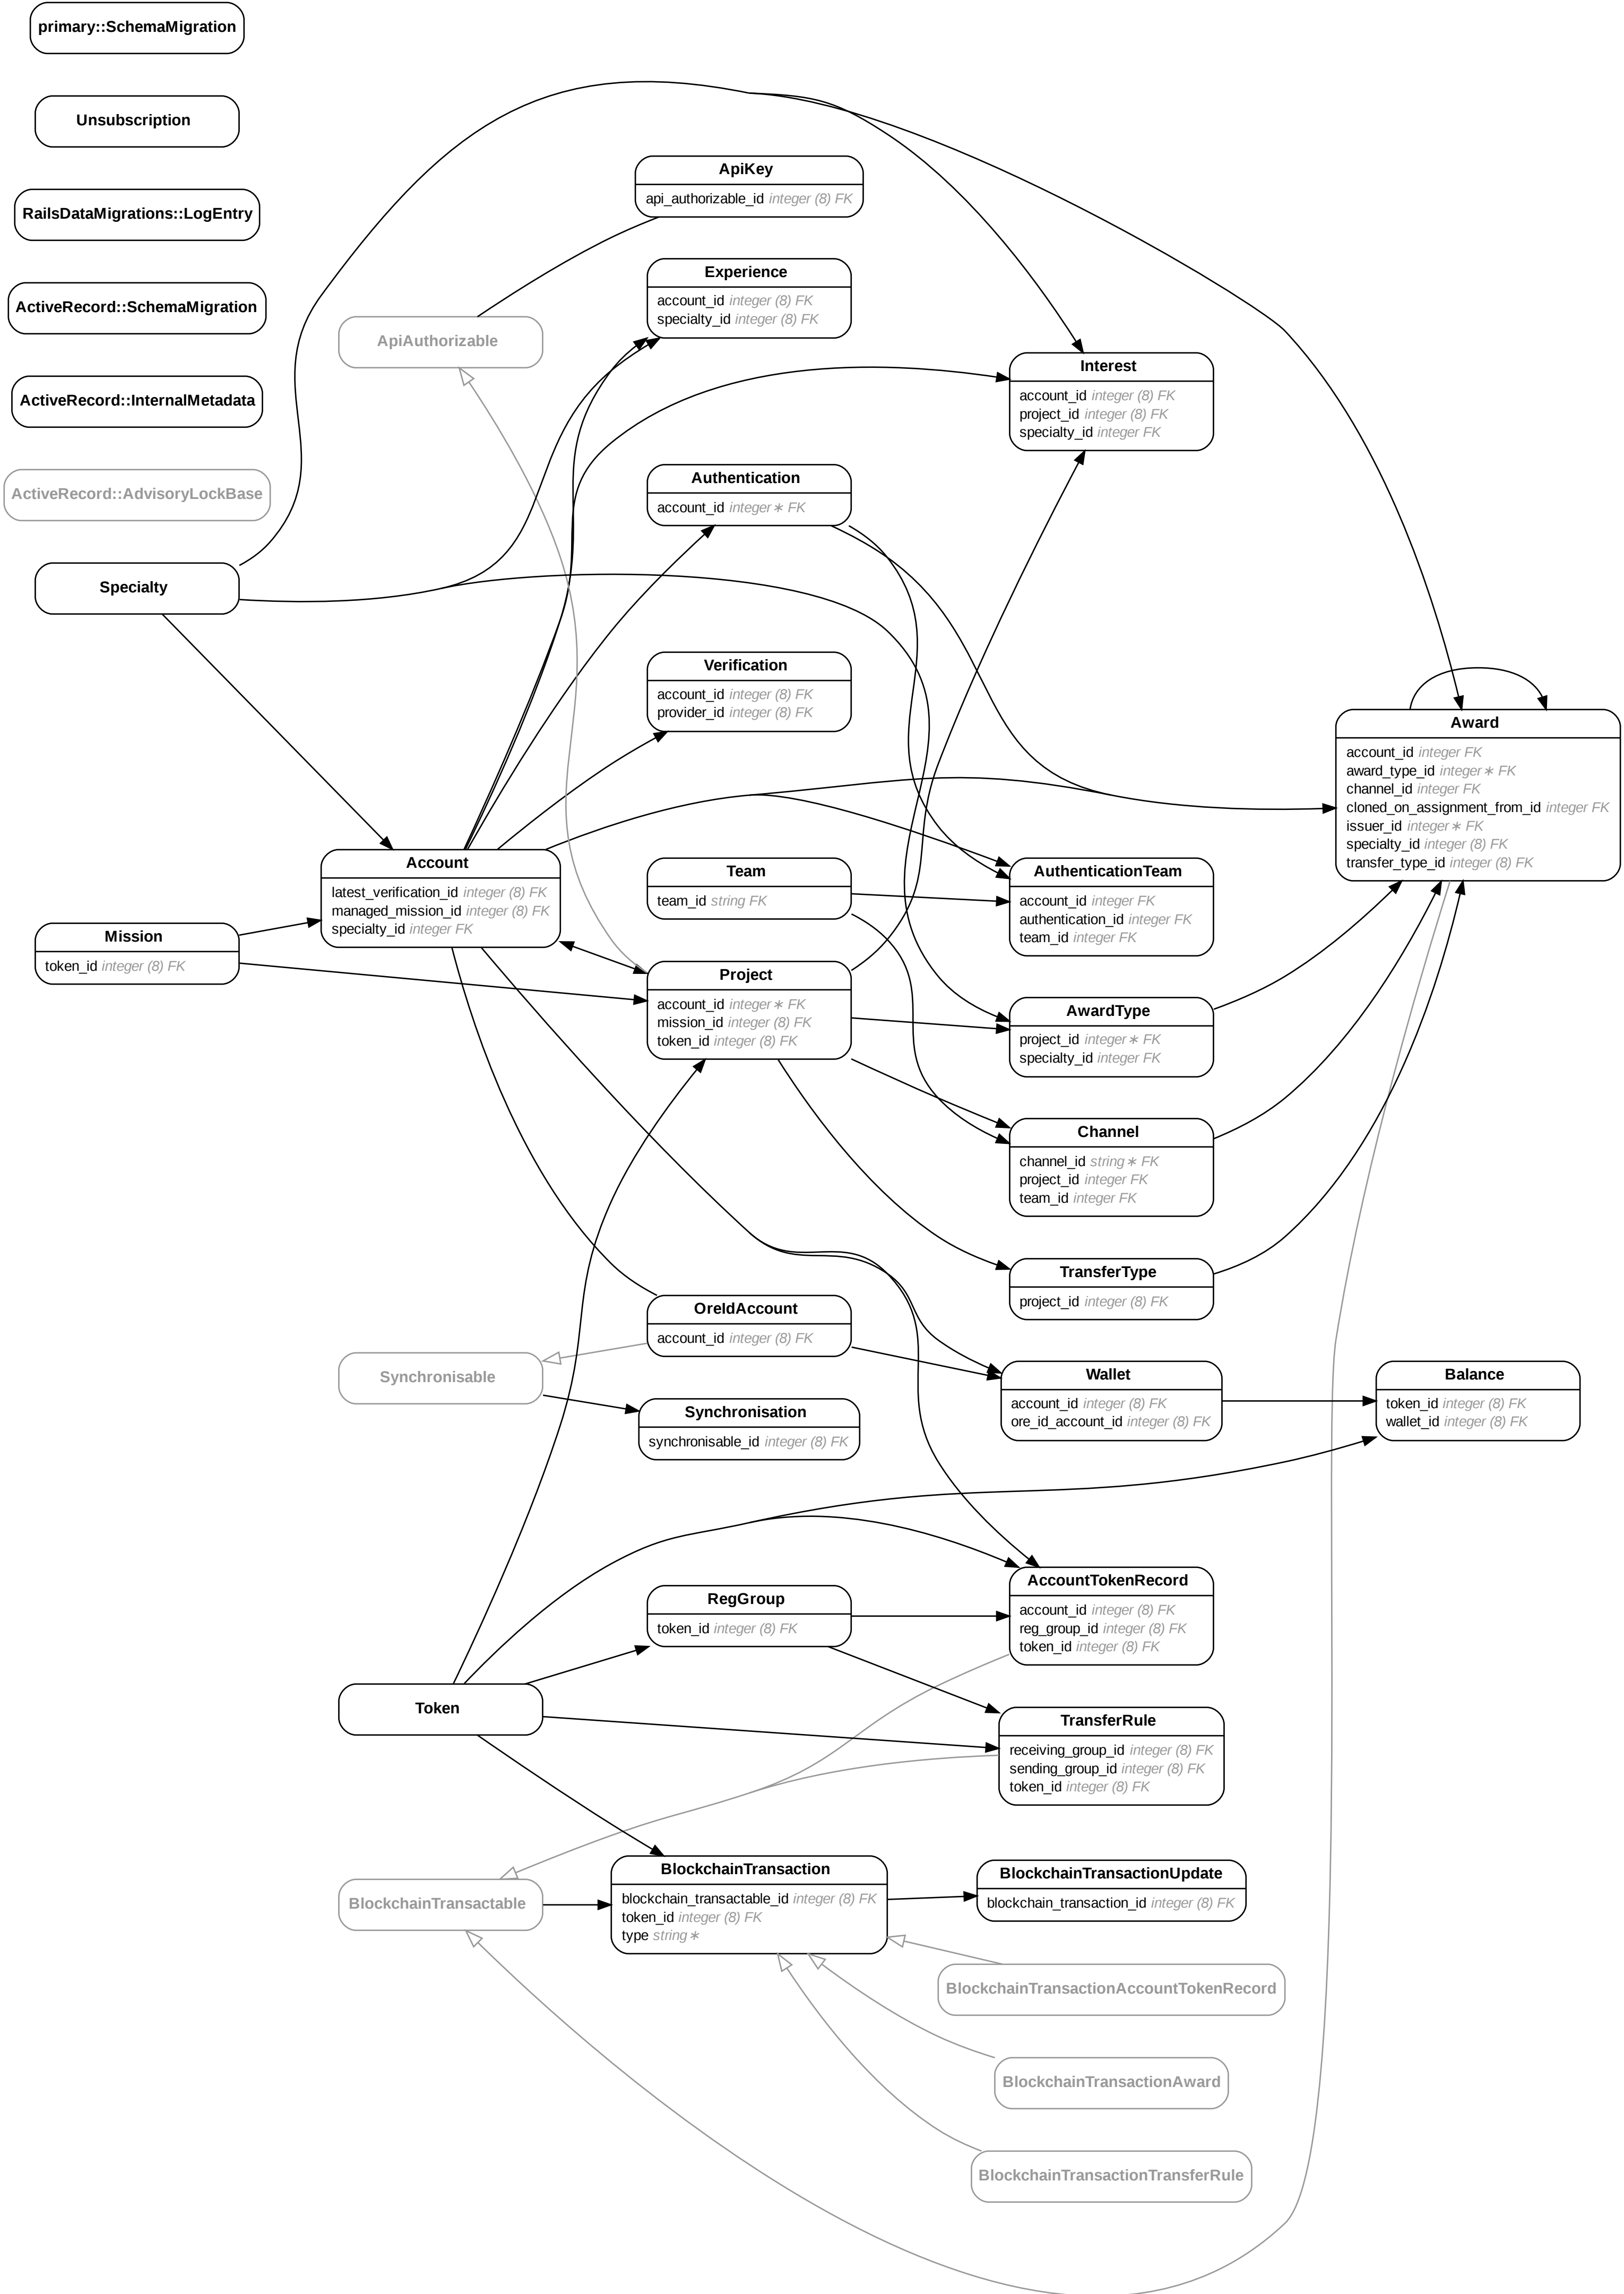 primary::SchemaMigration
Unsubscription
RailsDataMigrations::LogEntry
ActiveRecord::SchemaMigration
ActiveRecord::InternalMetadata
ActiveRecord::AdvisoryLockBase
Specialty
Mission
token_id integer (8) FK
ApiAuthorizable
Account
latest_verification_id integer (8) FK
managed_mission_id integer (8) FK
specialty_id integer FK
Synchronisable
Token
BlockchainTransactable
ApiKey
api_authorizable_id integer (8) FK
Experience
account_id integer (8) FK
specialty_id integer (8) FK
Authentication
account_id integer∗ FK
Verification
account_id integer (8) FK
provider_id integer (8) FK
Team
team_id string FK
Project
account_id integer∗ FK
mission_id integer (8) FK
token_id integer (8) FK
OreIdAccount
account_id integer (8) FK
Synchronisation
synchronisable_id integer (8) FK
RegGroup
token_id integer (8) FK
BlockchainTransaction
blockchain_transactable_id integer (8) FK
token_id integer (8) FK
type string∗
Interest
account_id integer (8) FK
project_id integer (8) FK
specialty_id integer FK
AuthenticationTeam
account_id integer FK
authentication_id integer FK
team_id integer FK
AwardType
project_id integer∗ FK
specialty_id integer FK
Channel
channel_id string∗ FK
project_id integer FK
team_id integer FK
TransferType
project_id integer (8) FK
Wallet
account_id integer (8) FK
ore_id_account_id integer (8) FK
AccountTokenRecord
account_id integer (8) FK
reg_group_id integer (8) FK
token_id integer (8) FK
TransferRule
receiving_group_id integer (8) FK
sending_group_id integer (8) FK
token_id integer (8) FK
BlockchainTransactionUpdate
blockchain_transaction_id integer (8) FK
BlockchainTransactionAccountTokenRecord
BlockchainTransactionAward
BlockchainTransactionTransferRule
Award
account_id integer FK
award_type_id integer∗ FK
channel_id integer FK
cloned_on_assignment_from_id integer FK
issuer_id integer∗ FK
specialty_id integer (8) FK
transfer_type_id integer (8) FK
Balance
token_id integer (8) FK
wallet_id integer (8) FK